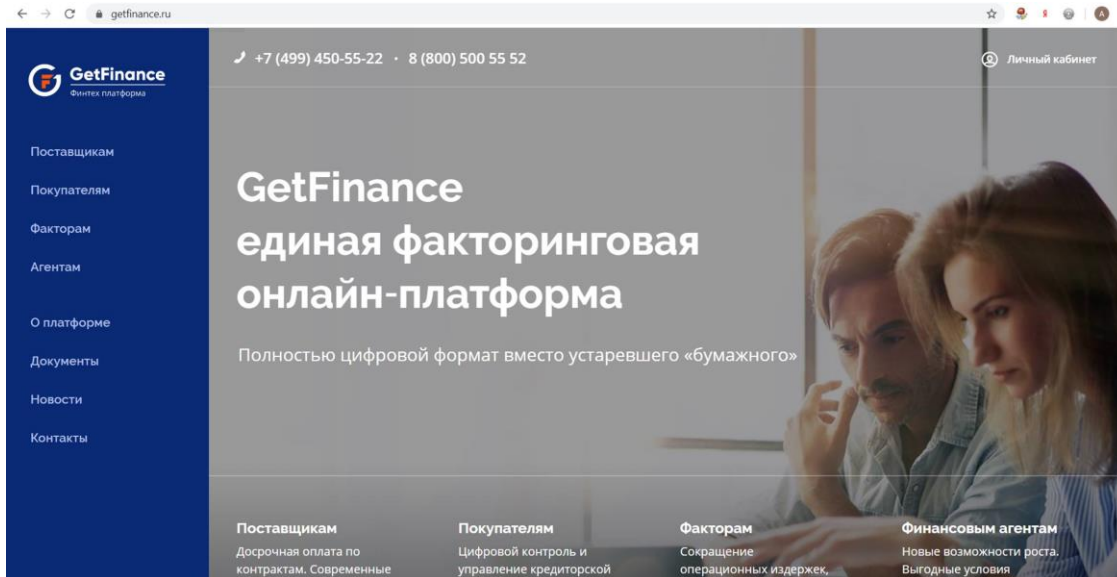 getfinance.ru
GetFinance
Финтех платформа
Поставщикам
Покупателям
Факторам
Агентам
О платформе
Документы
Новости
Контакты
+7 (499) 450-55-22 · 8 (800) 500 55 52
Личный кабинет
GetFinance
единая факторинговая
онлайн-платформа
Полностью цифровой формат вместо устаревшего «бумажного»
Поставщикам
Досрочная оплата по
контрактам. Современные
Покупателям
Цифровой контроль и
управление кредиторской
Факторам
Сокращение
операционных издержек,
Финансовым агентам
Новые возможности роста.
Выгодные условия